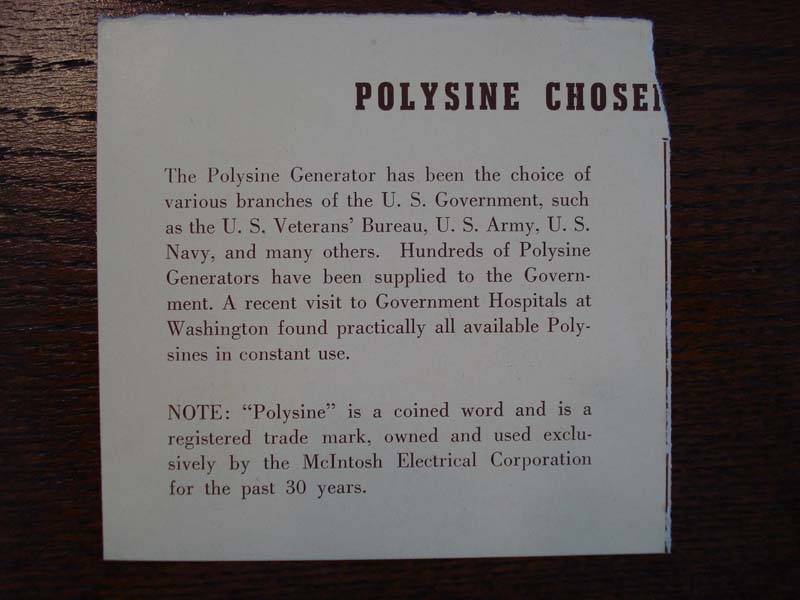 POLYSINE CHOSEN
The Polysine Generator has been the choice of
various branches of the U. S. Government, such
as the U. S. Veterans' Bureau, U. S. Army, U. S.
Navy, and many others. Hundreds of Polysine
Generators have been supplied to the Govern-
ment. A recent visit to Government Hospitals at
Washington found practically all available Poly-
sines in constant use.
NOTE: “Polysine” is a coined word and is a
registered trade mark, owned and used exclu-
sively by the McIntosh Electrical Corporation
for the past 30 years.